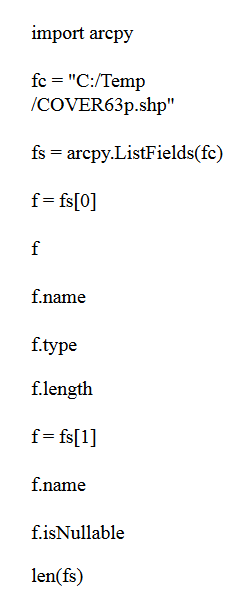 import arcpy
fc = "C:/Temp
/COVER63p.shp"
fs = arcpy.ListFields(fc)
f = fs[0]
f
f.name
f.type
f.length
f = fs[1]
f.name
f.isNullable
len(fs)